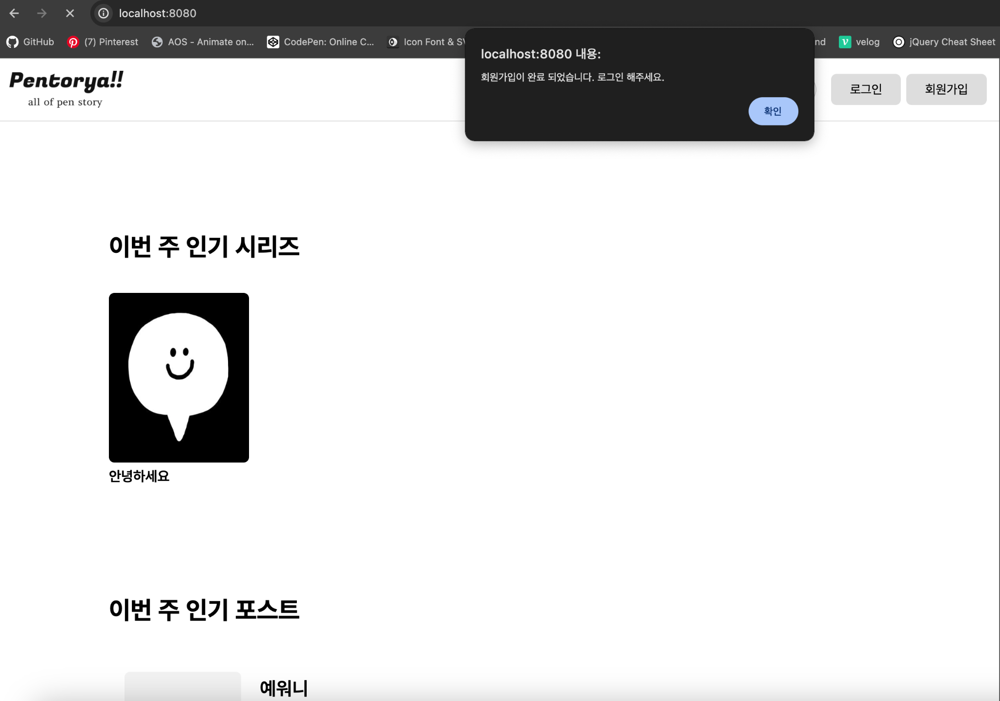 localhost:8080
GitHub
(7) Pinterest
AOS - Animate on...
CodePen: Online C...
Icon Font &
velog
jQuery Cheat Sheet
localhost:8080 내용:
회원가입이 완료 되었습니다. 로그인 해주세요.
확인
Pentorya!!
all of pen story
로그인
회원가입
이번 주 인기 시리즈
안녕하세요
이번 주 인기 포스트
예워니